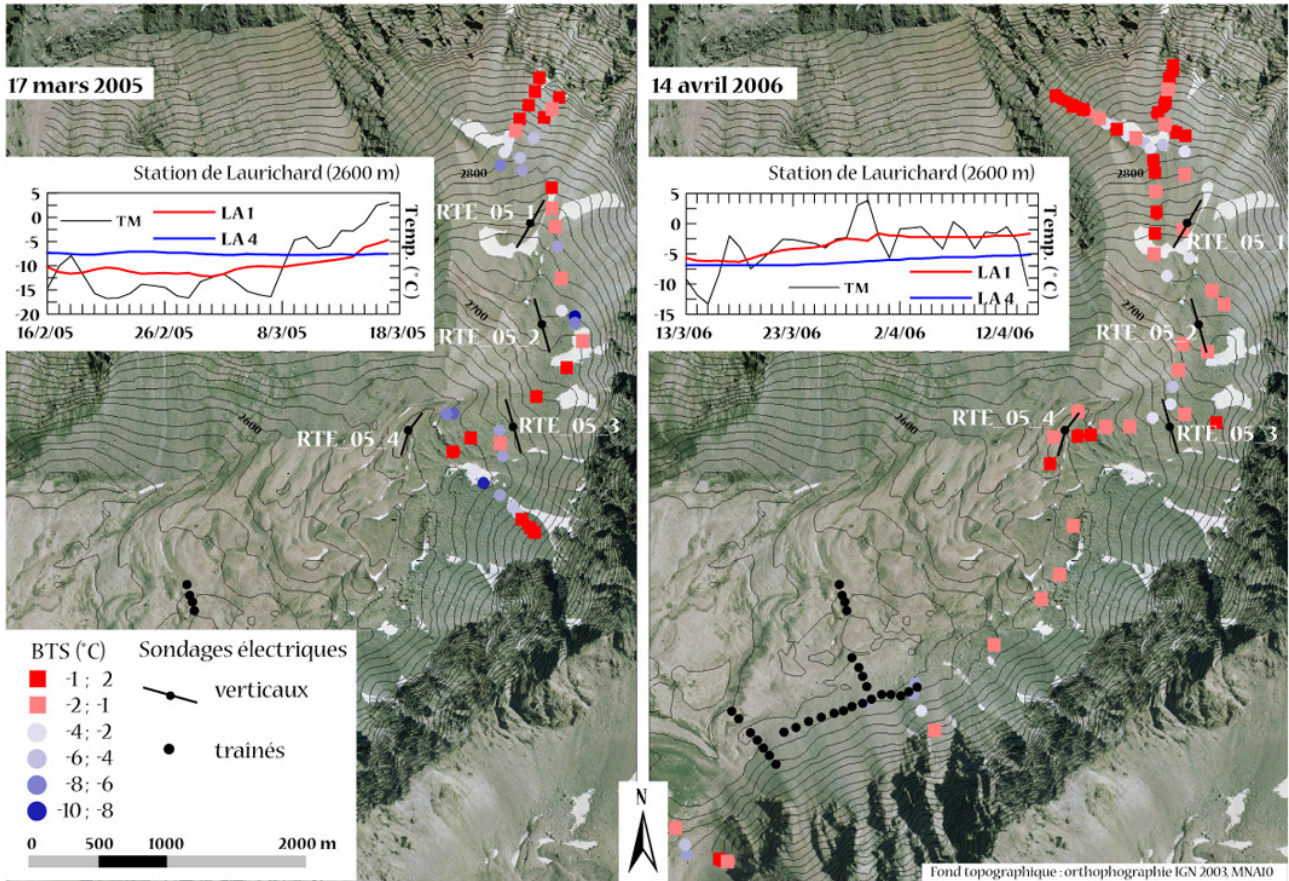 17 mars 2005
Station de Laurichard (2600 m)
5
0
-5
-10
-15
-20
TM
LA 1
LA 4
Temp. (°C)
16/2/05
26/2/05
8/3/05
18/3/05
2800
RTE_05_1
RTE_05_2
RTE_05_3
RTE_05_4
2600
BTS (°C)
-1 ; 2
-2 ; -1
-4 ; -2
-6 ; -4
-8 ; -6
-10 ; -8
Sondages électriques
verticaux
traînés
0 500 1000 2000 m
N
14 avril 2006
Station de Laurichard (2600 m)
5
0
-5
-10
-15
TM
LA 1
LA 4
Temp. (°C)
13/3/06
23/3/06
2/4/06
12/4/06
2800
RTE_05_1
2700
RTE_05_2
RTE_05_3
RTE_05_4
2600
Fond topographique : orthophographie IGN 2003, MNA10